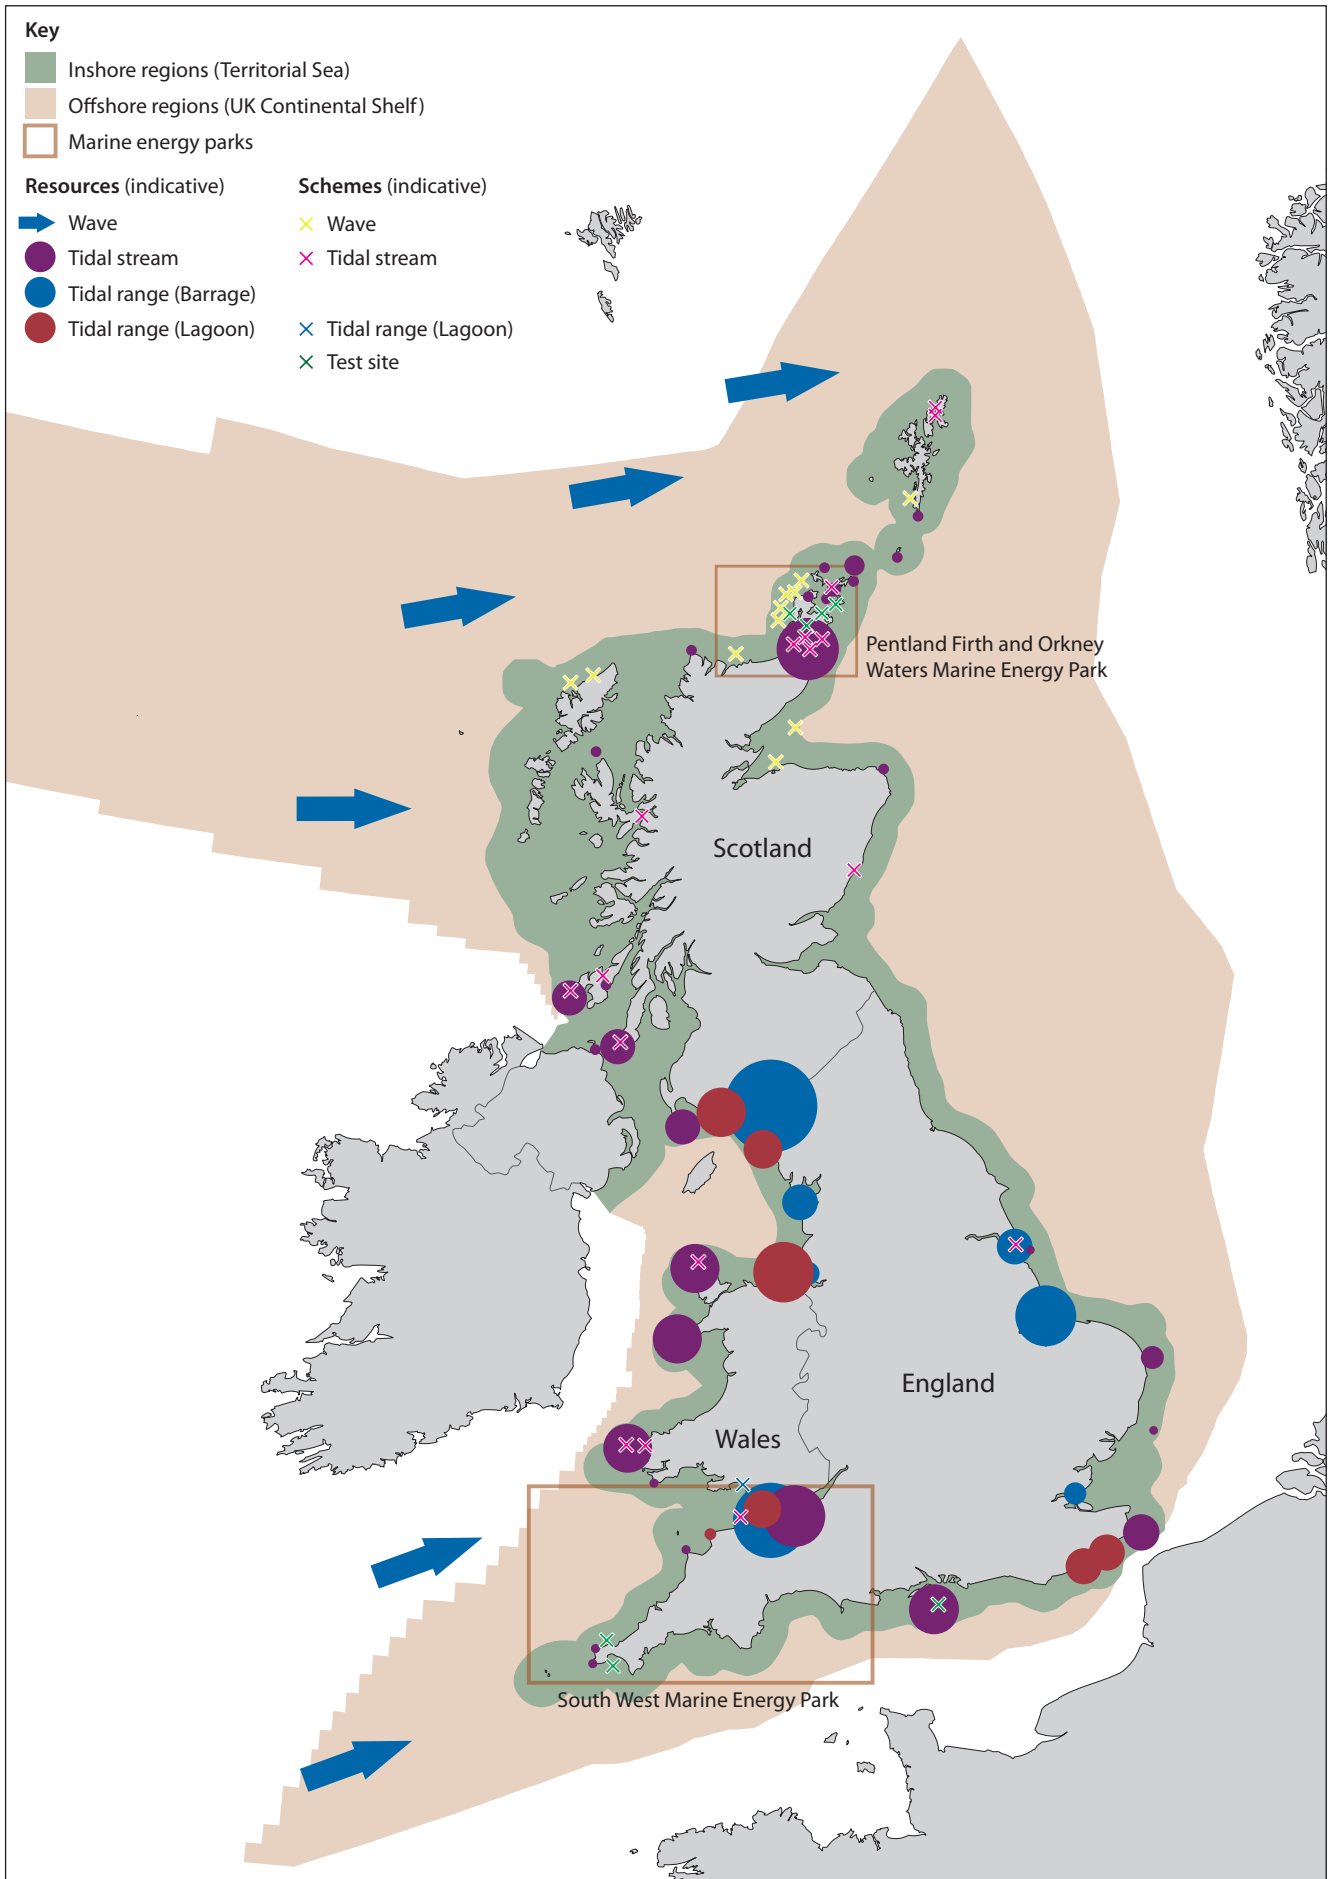 Key
Inshore regions (Territorial Sea)
Offshore regions (UK Continental Shelf)
Marine energy parks
Resources (indicative)
Wave
Tidal stream
Tidal range (Barrage)
Tidal range (Lagoon)
Schemes (indicative)
Wave
Tidal stream
Tidal range (Lagoon)
Test site
Pentland Firth and Orkney
Waters Marine Energy Park
Scotland
England
Wales
South West Marine Energy Park